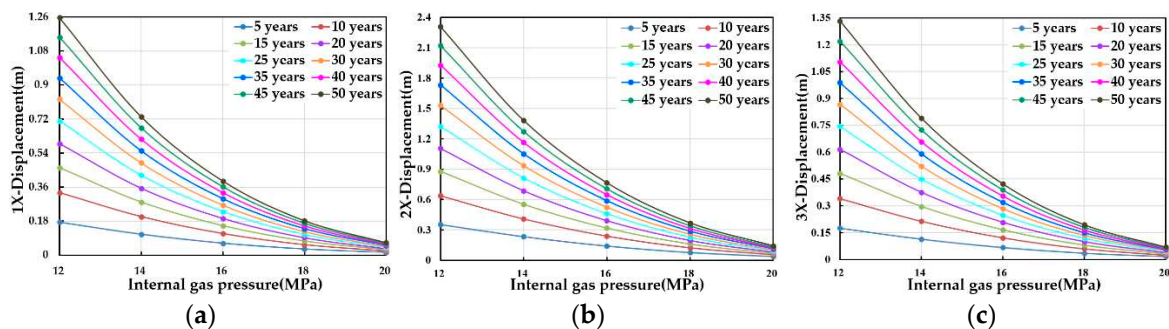 1X-Displacement(m)
1.26
1.08
0.9
0.72
0.54
0.36
0.18
0
5 years 10 years
15 years 20 years
25 years 30 years
35 years 40 years
45 years 50 years
12 14 16 18 20
Internal gas pressure(MPa)
(a)
2X-Displacement(m)
2.4
2.1
1.8
1.5
1.2
0.9
0.6
0.3
0
5 years 10 years
15 years 20 years
25 years 30 years
35 years 40 years
45 years 50 years
12 14 16 18 20
Internal gas pressure(MPa)
(b)
3X-Displacement(m)
1.35
1.2
1.05
0.9
0.75
0.6
0.45
0.3
0.15
0
5 years 10 years
15 years 20 years
25 years 30 years
35 years 40 years
45 years 50 years
12 14 16 18 20
Internal gas pressure(MPa)
(c)